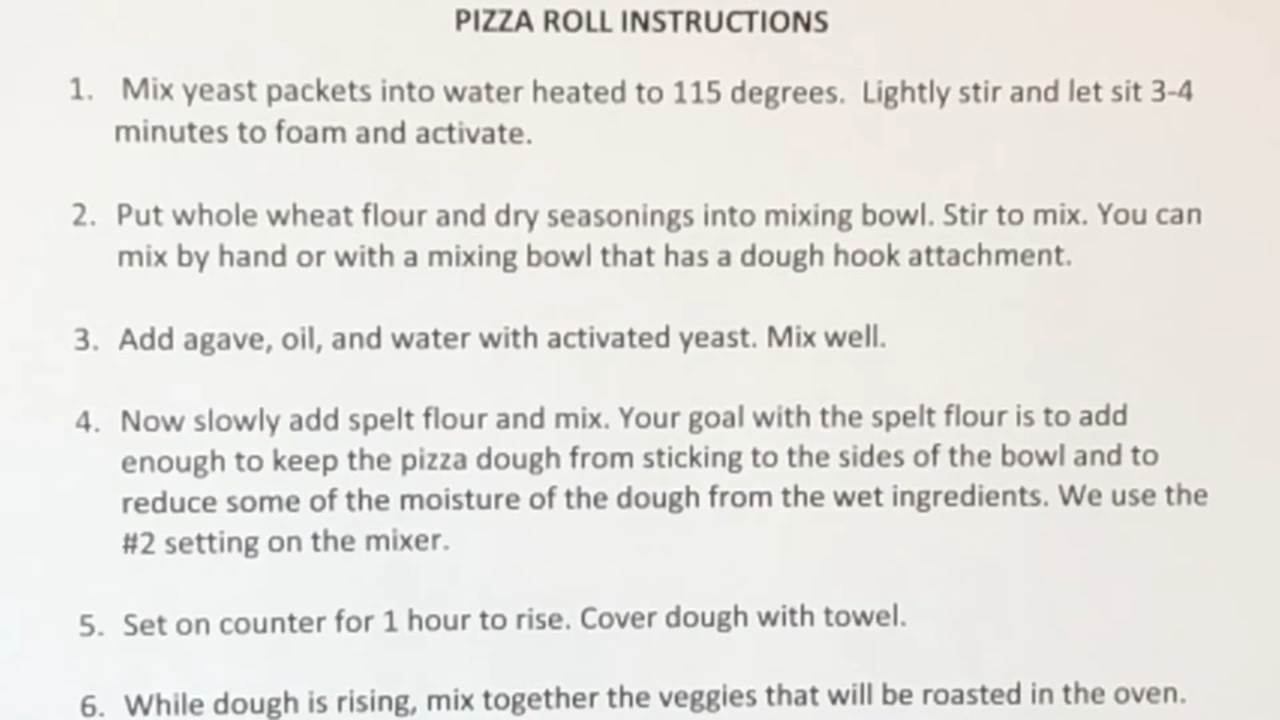 PIZZA ROLL INSTRUCTIONS
1. Mix yeast packets into water heated to 115 degrees. Lightly stir and let sit 3-4
minutes to foam and activate.
2. Put whole wheat flour and dry seasonings into mixing bowl. Stir to mix. You can
mix by hand or with a mixing bowl that has a dough hook attachment.
3. Add agave, oil, and water with activated yeast. Mix well.
4. Now slowly add spelt flour and mix. Your goal with the spelt flour is to add
enough to keep the pizza dough from sticking to the sides of the bowl and to
reduce some of the moisture of the dough from the wet ingredients. We use the
#2 setting on the mixer.
5. Set on counter for 1 hour to rise. Cover dough with towel.
6. While dough is rising, mix together the veggies that will be roasted in the oven.